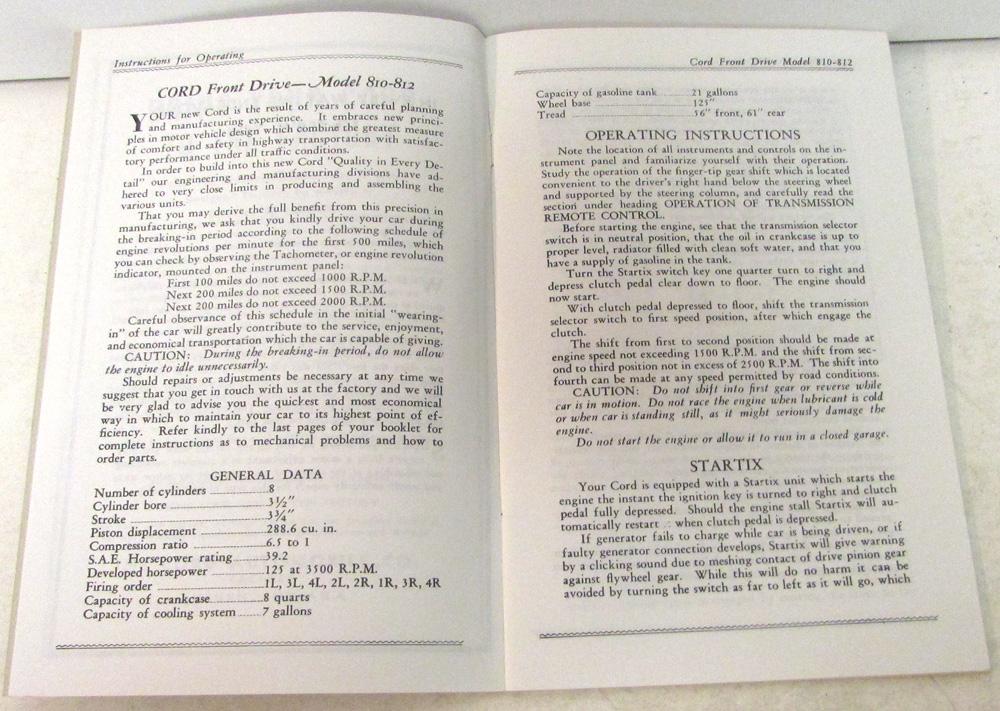 Instructions for Operating
CORD Front Drive—Model 810-812
YOUR new Cord is the result of years of careful planning
and manufacturing experience. It embraces new princi-
ples in motor vehicle design which combine the greatest measure
of comfort and safety in highway transportation with satisfac-
tory performance under all traffic conditions.
In order to build into this new Cord "Quality in Every De-
tail" our engineering and manufacturing divisions have ad-
hered to very close limits in producing and assembling the
various units.
That you may derive the full benefit from this precision in
manufacturing, we ask that you kindly drive your car during
the breaking-in period according to the following schedule of
engine revolutions per minute for the first 500 miles, which
you can check by observing the Tachometer, or engine revolution
indicator, mounted on the instrument panel:
First 100 miles do not exceed 1000 R.P.M.
Next 200 miles do not exceed 1500 R.P.M.
Next 200 miles do not exceed 2000 R.P.M.
Careful observance of this schedule in the initial "wearing-
in" of the car will greatly contribute to the service, enjoyment,
and economical transportation which the car is capable of giving.
CAUTION: During the breaking-in period, do not allow
the engine to idle unnecessarily.
Should repairs or adjustments be necessary at any time we
suggest that you get in touch with us at the factory and we will
be very glad to advise you the quickest and most economical
way in which to maintain your car to its highest point of ef-
ficiency. Refer kindly to the last pages of your booklet for
complete instructions as to mechanical problems and how to
order parts.
GENERAL DATA
Number of cylinders 8
Cylinder bore 3½"
Stroke 3¾"
Piston displacement 288.6 cu. in.
Compression ratio 6.5 to 1
S.A.E. Horsepower rating 39.2
Developed horsepower 125 at 3500 R.P.M.
Firing order 1L, 3L, 4L, 2L, 2R, 1R, 3R, 4R
Capacity of crankcase 8 quarts
Capacity of cooling system 7 gallons
Cord Front Drive Model 810-812
Capacity of gasoline tank 21 gallons
Wheel base 125"
Tread 56" front, 61" rear
OPERATING INSTRUCTIONS
Note the location of all instruments and controls on the in-
strument panel and familiarize yourself with their operation.
Study the operation of the finger-tip gear shift which is located
convenient to the driver's right hand below the steering wheel
and supported by the steering column, and carefully read the
section under heading OPERATION OF TRANSMISSION
REMOTE CONTROL.
Before starting the engine, see that the transmission selector
switch is in neutral position, that the oil in crankcase is up to
proper level, radiator filled with clean soft water, and that you
have a supply of gasoline in the tank.
Turn the Startix switch key one quarter turn to right and
depress clutch pedal clear down to floor. The engine should
now start.
With clutch pedal depressed to floor, shift the transmission
selector switch to first speed position, after which engage the
clutch.
The shift from first to second position should be made at
engine speed not exceeding 1500 R.P.M. and the shift from sec-
ond to third position not in excess of 2500 R.P.M. The shift into
fourth can be made at any speed permitted by road conditions.
CAUTION: Do not shift into first gear or reverse while
car is in motion. Do not race the engine when lubricant is cold
or when car is standing still, as it might seriously damage the
engine.
Do not start the engine or allow it to run in a closed garage.
STARTIX
Your Cord is equipped with a Startix unit which starts the
engine the instant the ignition key is turned to right and clutch
pedal fully depressed. Should the engine stall Startix will au-
tomatically restart when clutch pedal is depressed.
If generator fails to charge while car is being driven, or if
faulty generator connection develops, Startix will give warning
by a clicking sound due to meshing contact of drive pinion gear
against flywheel gear. While this will do no harm it can be
avoided by turning the switch as far to left as it will go, which